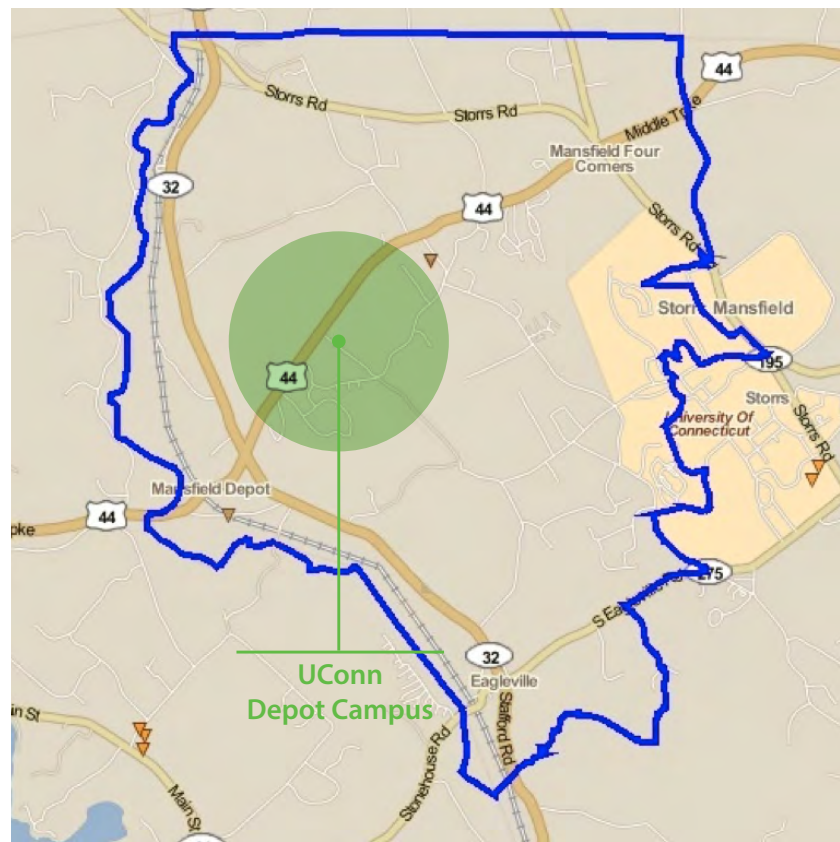 44
Storrs Rd
Storrs Rd
Middle Tpke
Mansfield Four
Corners
32
44
Storrs Rd
Storrs Mansfield
44
195
Storrs
University Of
Connecticut
Storrs Rd
Mansfield Depot
44
pke
275
S Eagleville Rd
32
UConn
Depot Campus
Eagleville
Stafford Rd
in St
Stonehouse Rd
Main St